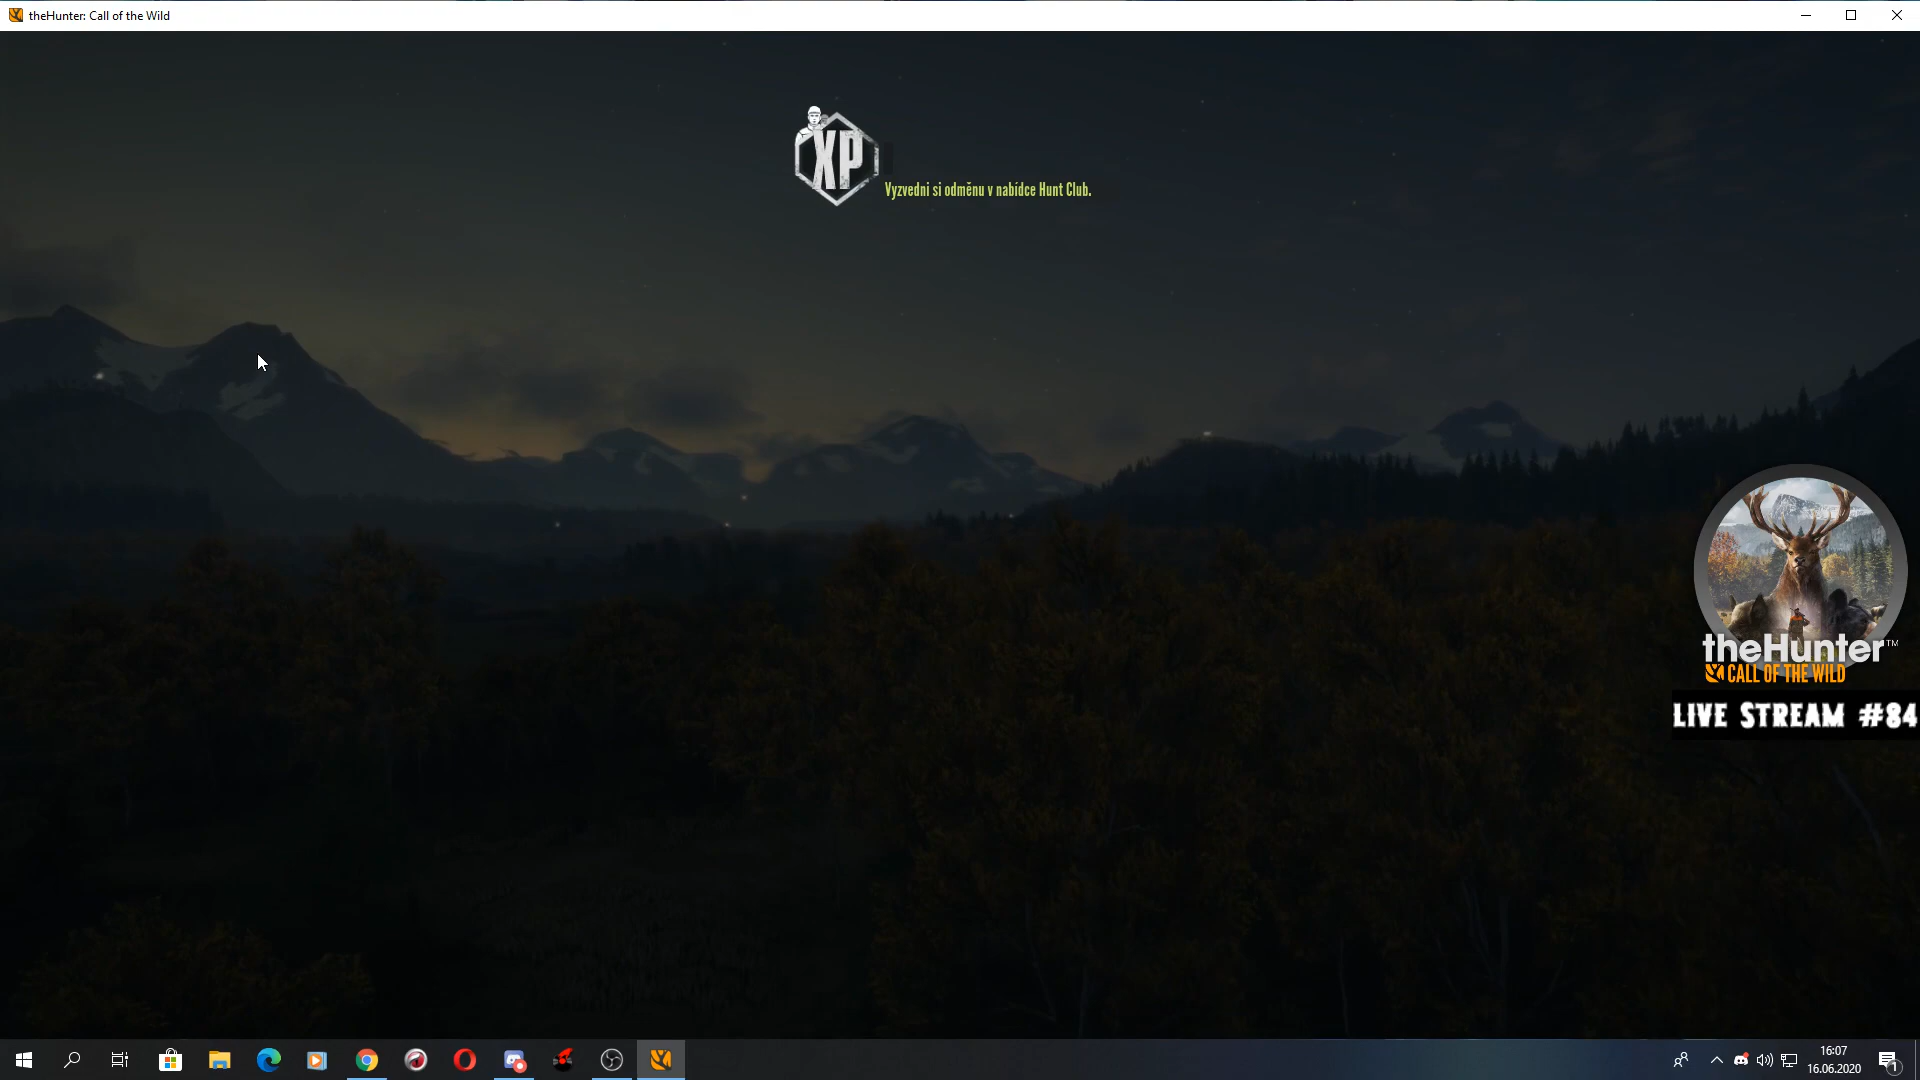 theHunter: Call of the Wild
XP
Vyzvedni si odměnu v nabídce Hunt Club.
theHunter™
CALL OF THE WILD
LIVE STREAM #84
16:07
16.06.2020
1